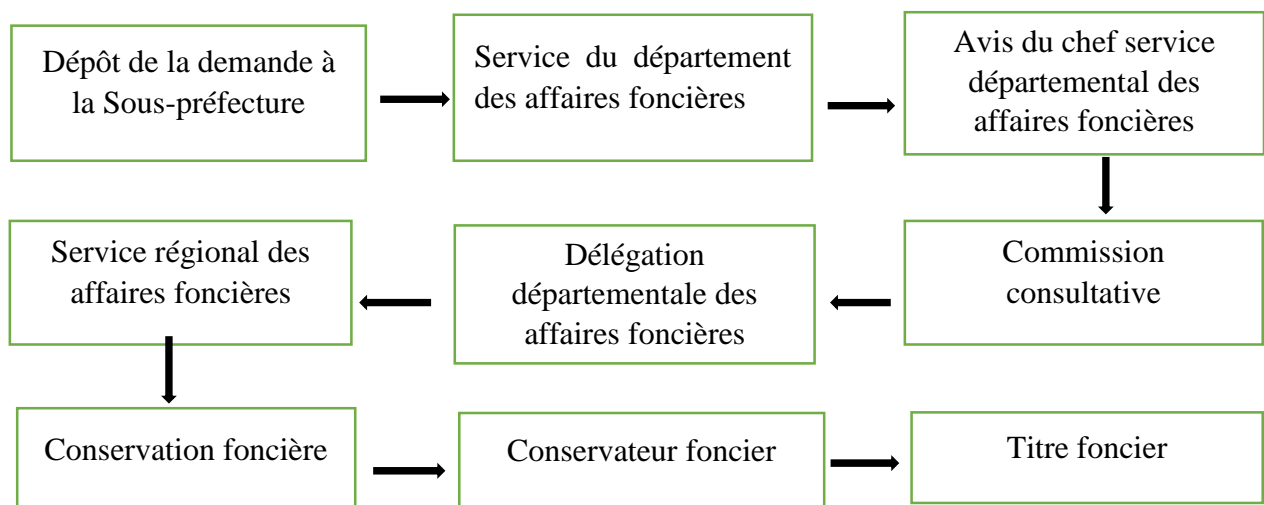 Dépôt de la demande à
la Sous-préfecture
Service du département
des affaires foncières
Avis du chef service
départemental des
affaires foncières
Commission
consultative
Délégation
départementale des
affaires foncières
Service régional des
affaires foncières
Conservation foncière
Conservateur foncier
Titre foncier